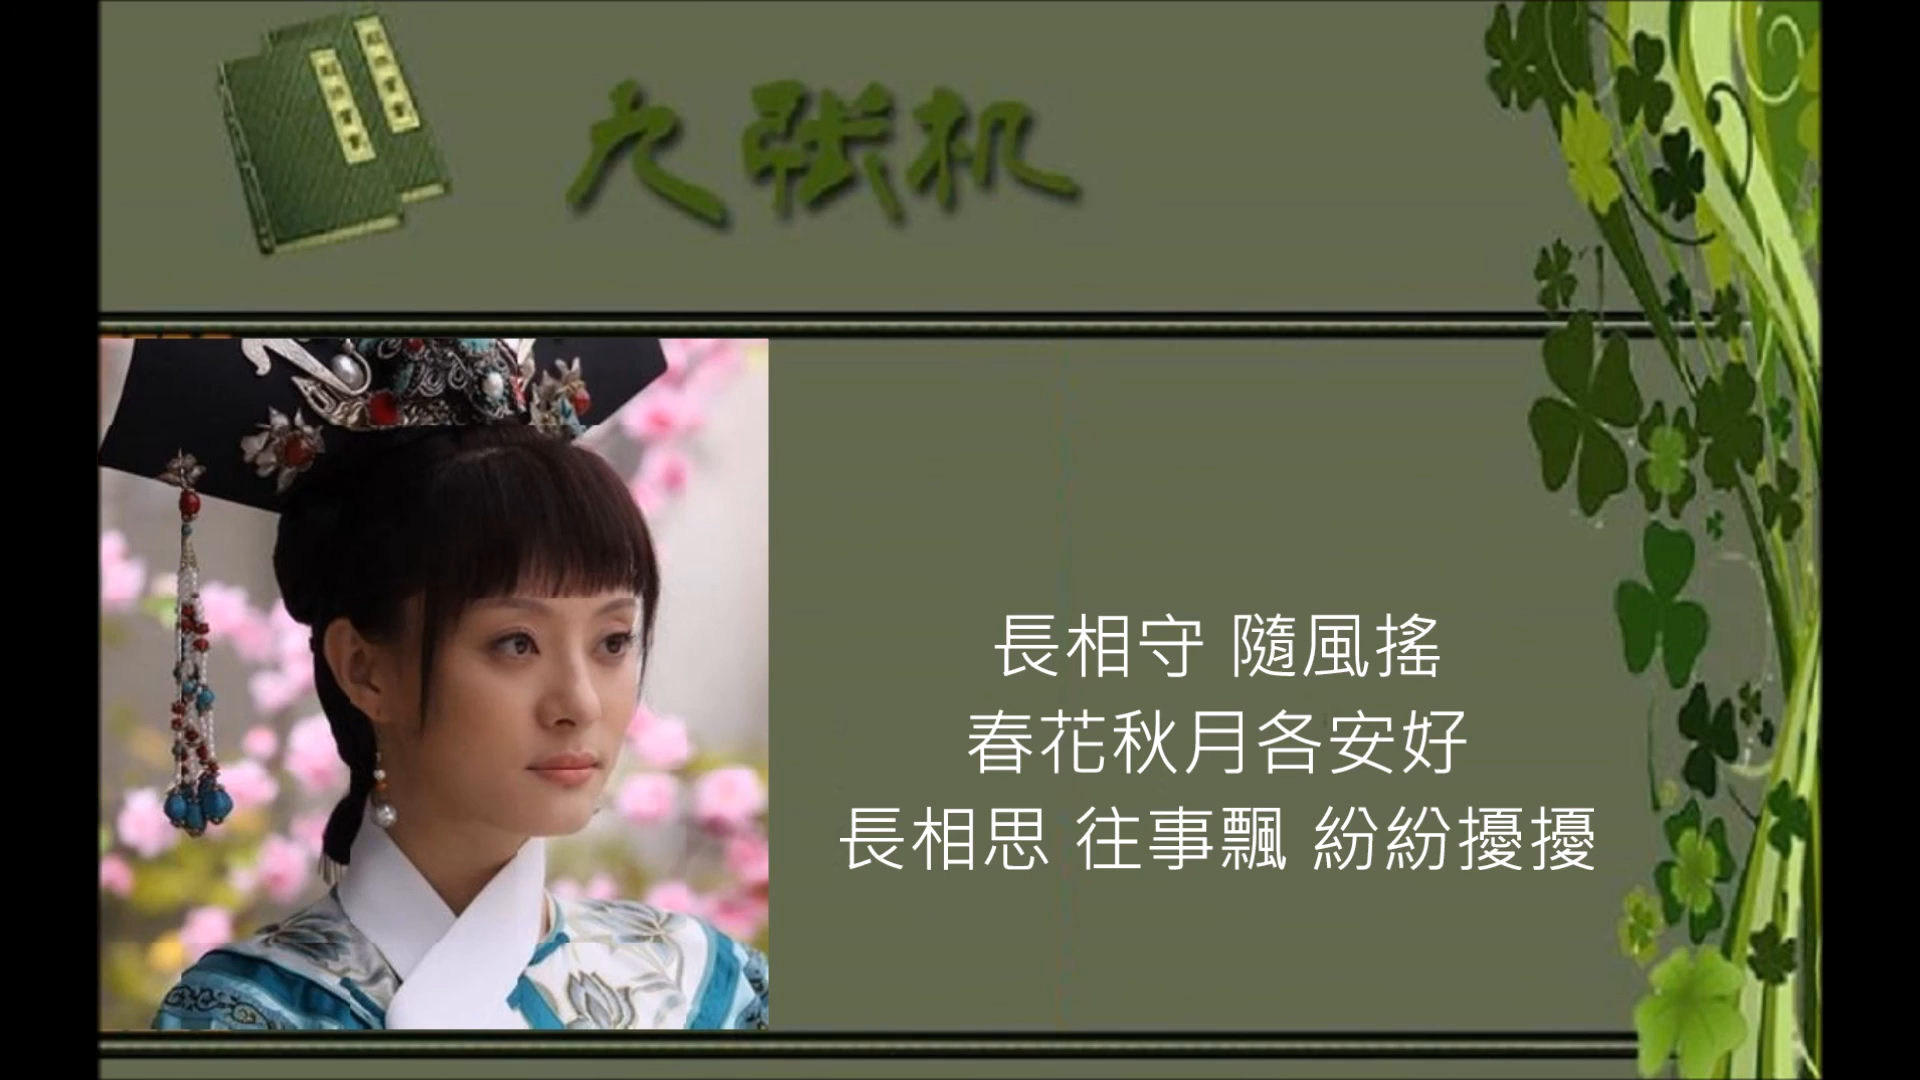 九張机
長相守 隨風搖
春花秋月各安好
長相思 往事飄 紛紛擾擾